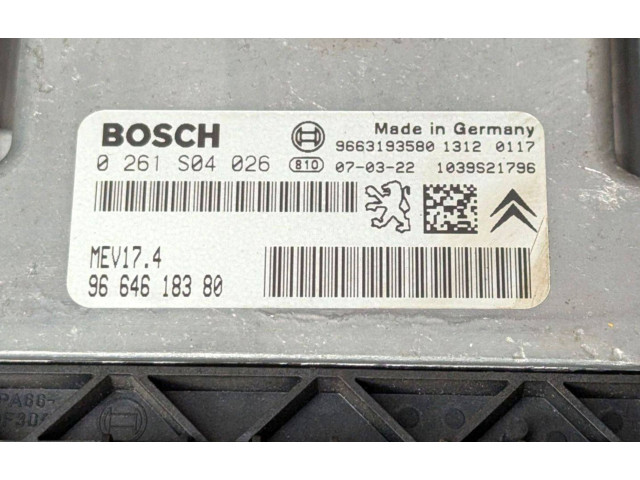 BOSCH
Made in Germany
9663193580 1312 0117
0 261 S04 026 810 07-03-22 1039S21796
MEV17.4
96 646 183 80